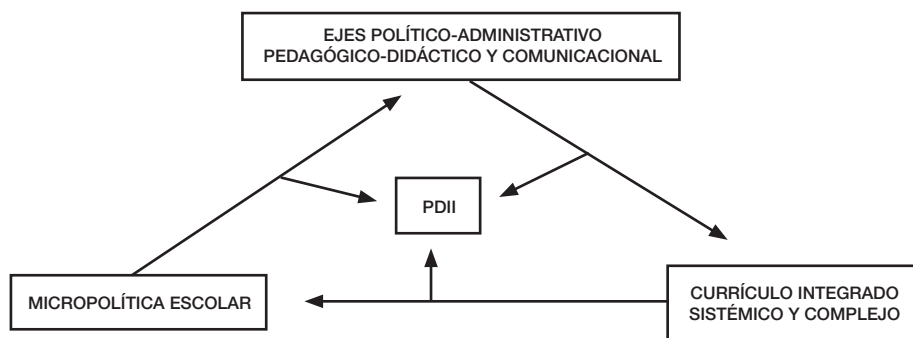 EJES POLÍTICO-ADMINISTRATIVO
PEDAGÓGICO-DIDÁCTICO Y COMUNICACIONAL
PDII
MICROPOLÍTICA ESCOLAR
CURRÍCULO INTEGRADO
SISTÉMICO Y COMPLEJO